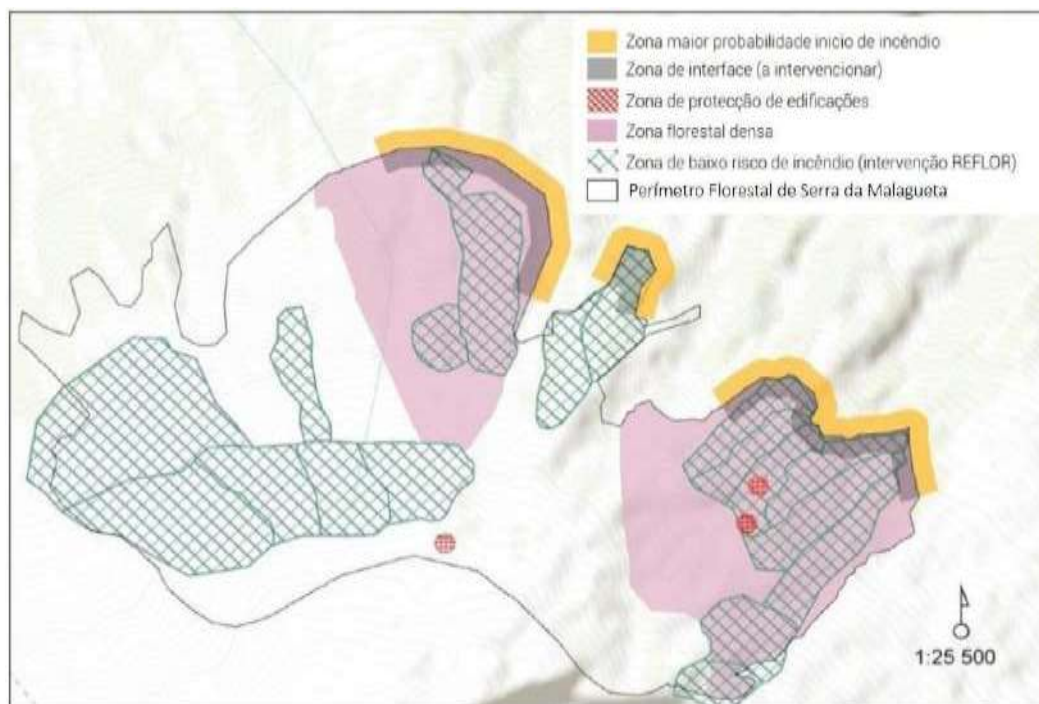 Zona maior probabilidade inicio de incêndio
Zona de interface (a intervencionar)
Zona de protecção de edificações
Zona florestal densa
Zona de baixo risco de incêndio (intervenção REFLOR)
Perímetro Florestal de Serra da Malagueta
1:25 500